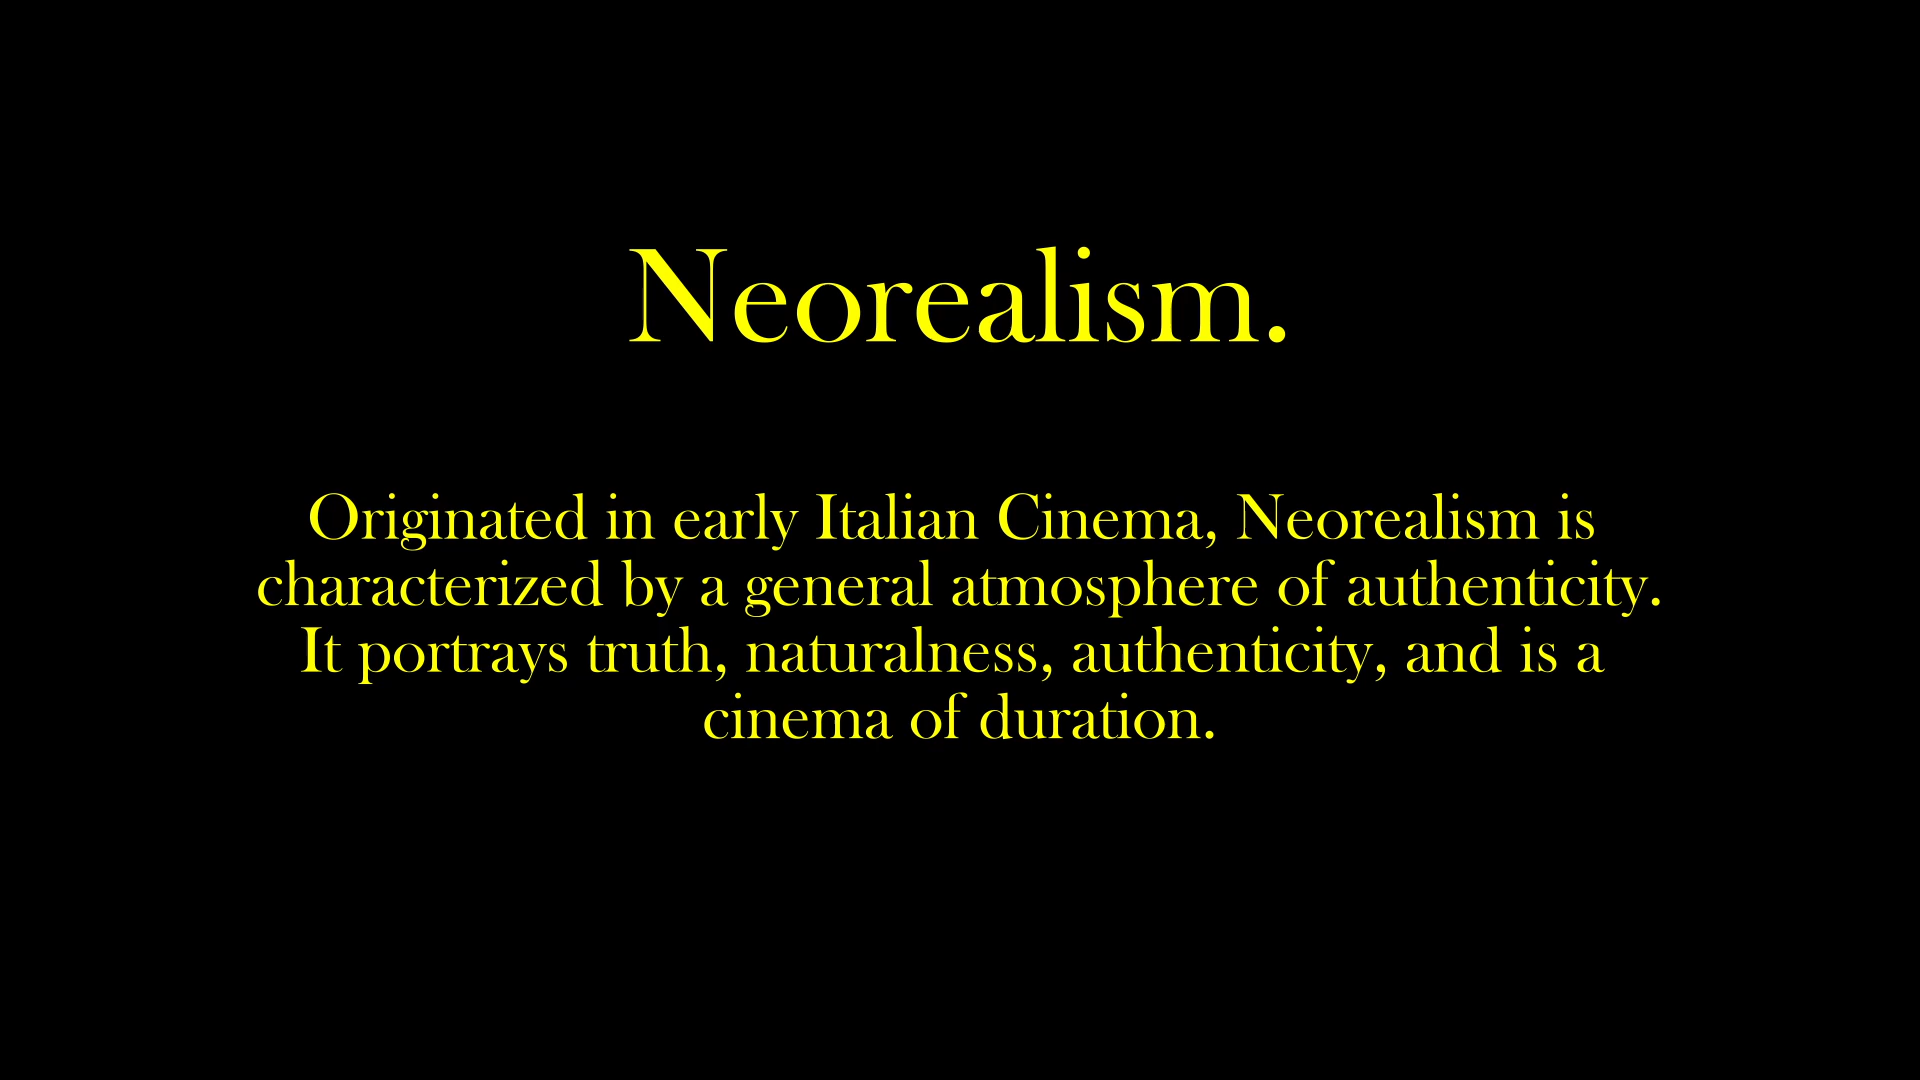 Neorealism.
Originated in early Italian Cinema, Neorealism is
characterized by a general atmosphere of authenticity.
It portrays truth, naturalness, authenticity, and is a
cinema of duration.